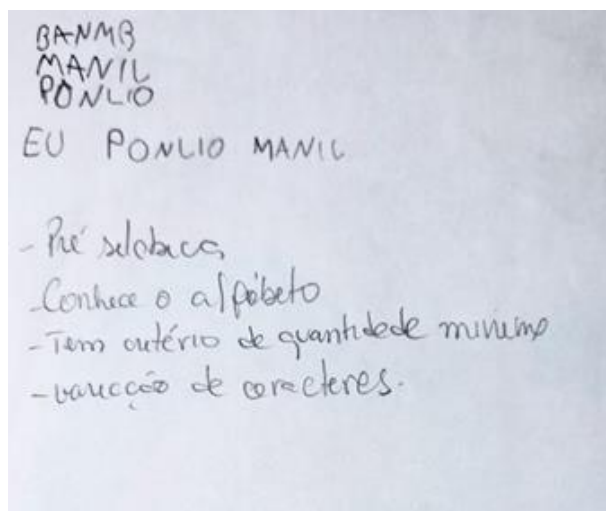 BANMB
MANIL
PONLIO
EU PONLIO MANIL
- Pré silábica
- Conhece o alfabeto
- Tem critério de quantidade mínima
- variação de caracteres.